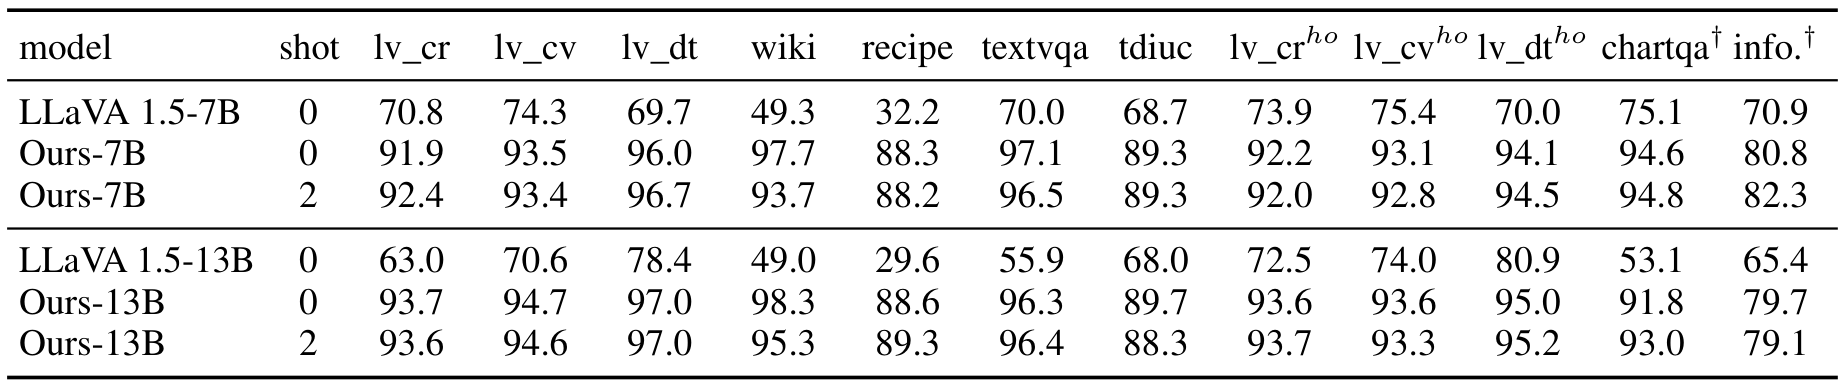 model shot lv_cr lv_cv lv_dt wiki recipe textvqa tdiuc lv_cr^ho lv_cv^ho lv_dt^ho chartqa† info.†
LLaVA 1.5-7B 0 70.8 74.3 69.7 49.3 32.2 70.0 68.7 73.9 75.4 70.0 75.1 70.9
Ours-7B 0 91.9 93.5 96.0 97.7 88.3 97.1 89.3 92.2 93.1 94.1 94.6 80.8
Ours-7B 2 92.4 93.4 96.7 93.7 88.2 96.5 89.3 92.0 92.8 94.5 94.8 82.3
LLaVA 1.5-13B 0 63.0 70.6 78.4 49.0 29.6 55.9 68.0 72.5 74.0 80.9 53.1 65.4
Ours-13B 0 93.7 94.7 97.0 98.3 88.6 96.3 89.7 93.6 93.6 95.0 91.8 79.7
Ours-13B 2 93.6 94.6 97.0 95.3 89.3 96.4 88.3 93.7 93.3 95.2 93.0 79.1